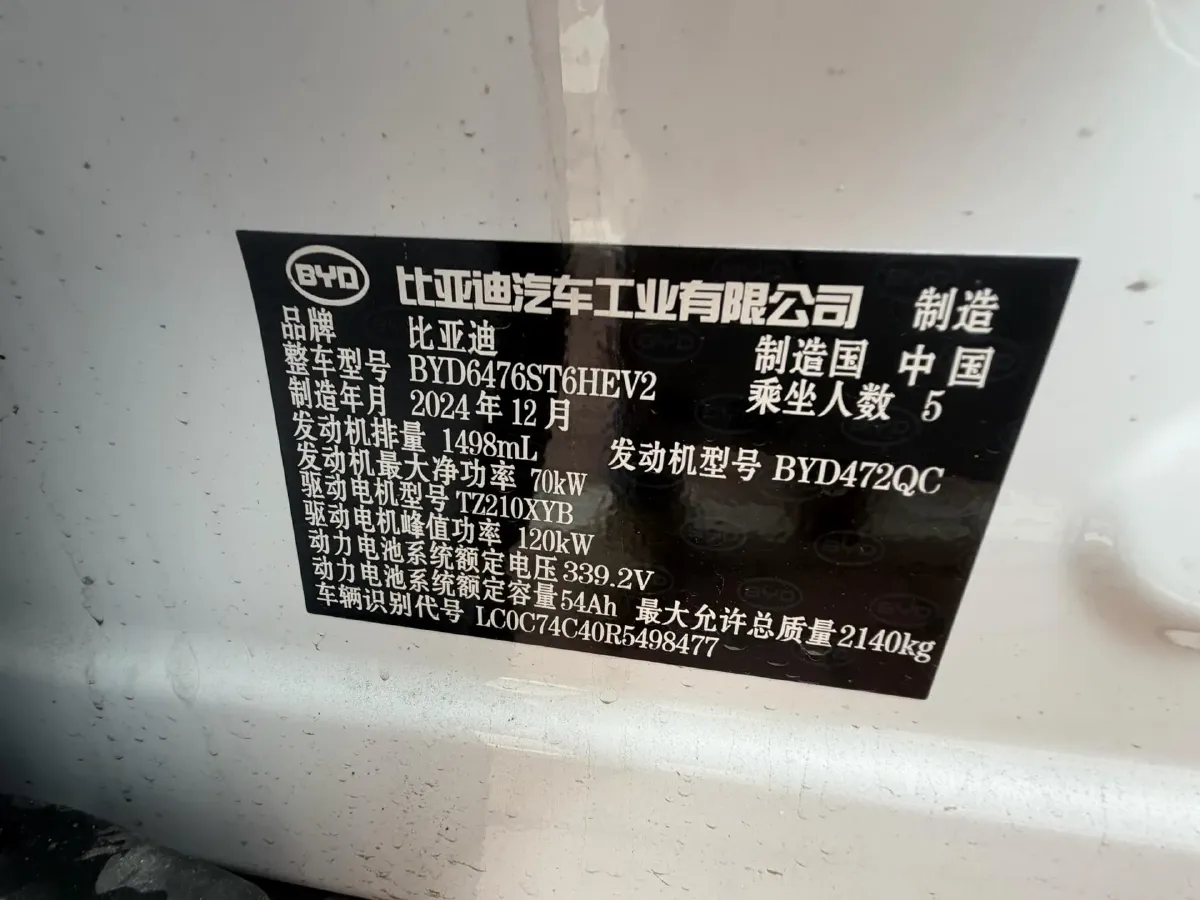 BYD 比亚迪汽车工业有限公司 制造
品牌 比亚迪 制造国 中国
整车型号 BYD6476ST6HEV2 乘坐人数 5
制造年月 2024年12月
发动机排量 1498mL 发动机型号 BYD472QC
发动机最大净功率 70kW
驱动电机型号 TZ210XYB
驱动电机峰值功率 120kW
动力电池系统额定电压 339.2V
动力电池系统额定容量 54Ah 最大允许总质量 2140kg
车辆识别代号 LC0C74C40R5498477